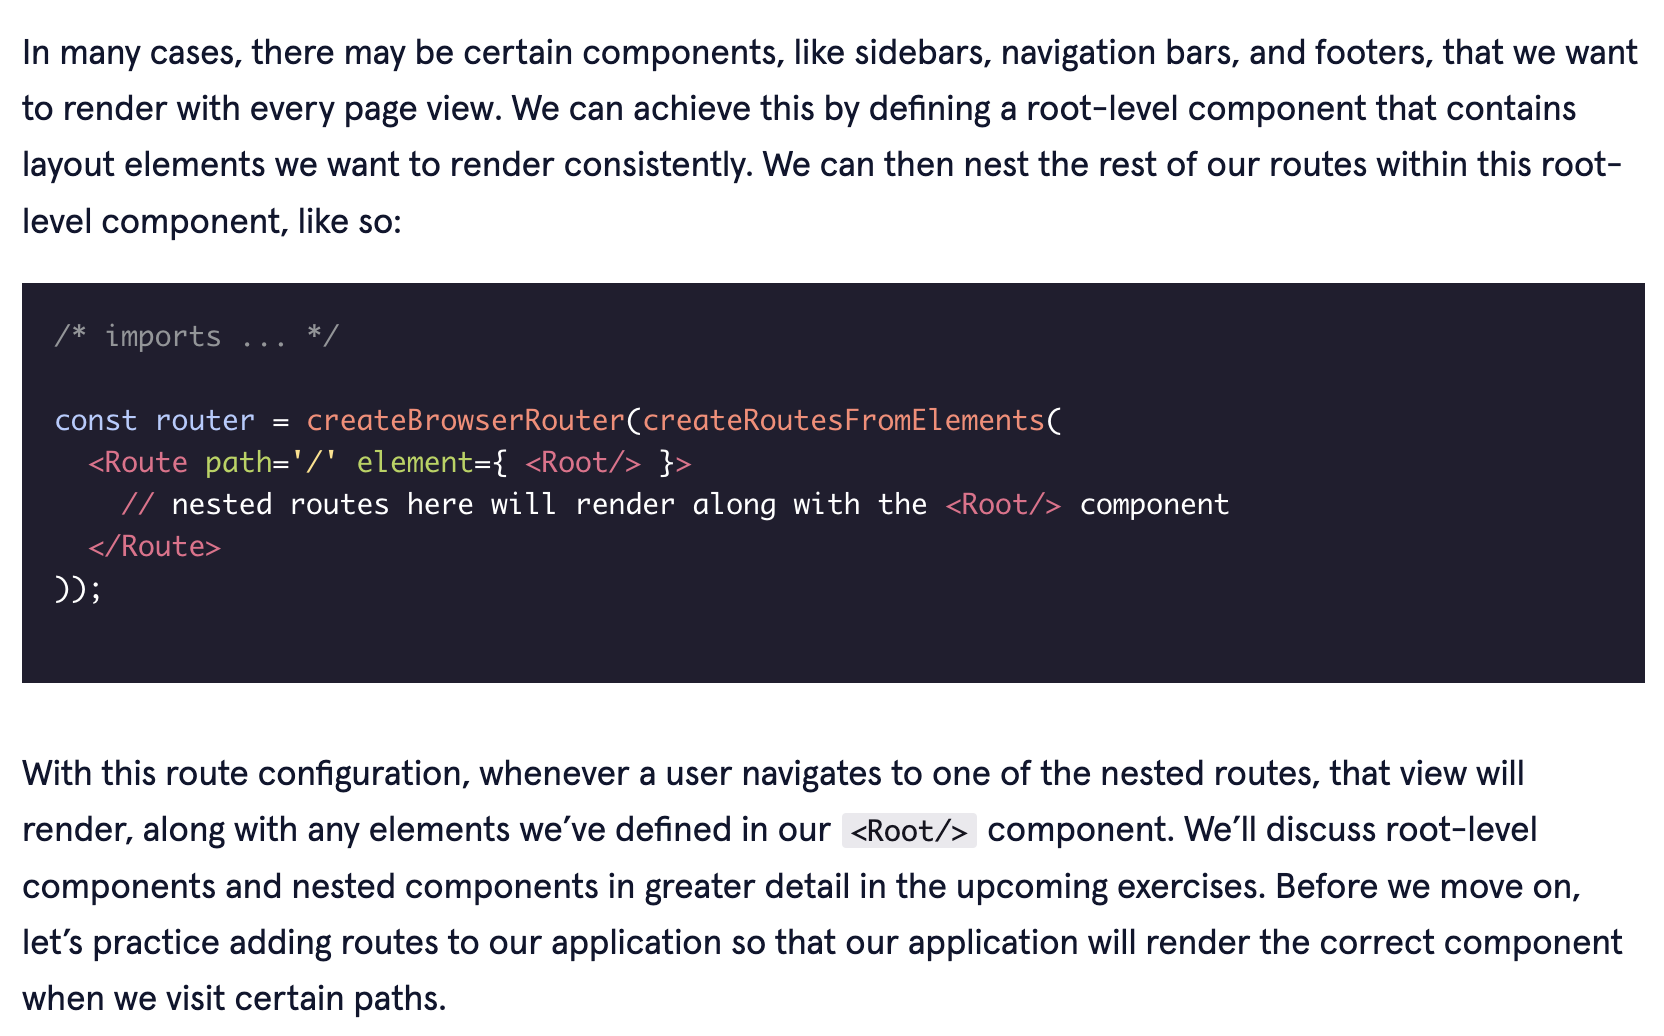 In many cases, there may be certain components, like sidebars, navigation bars, and footers, that we want
to render with every page view. We can achieve this by defining a root-level component that contains
layout elements we want to render consistently. We can then nest the rest of our routes within this root-
level component, like so:
/* imports ... */
const router = createBrowserRouter(createRoutesFromElements(
  <Route path='/' element={ <Root/> }>
    // nested routes here will render along with the <Root/> component
  </Route>
));
With this route configuration, whenever a user navigates to one of the nested routes, that view will
render, along with any elements we’ve defined in our <Root/> component. We’ll discuss root-level
components and nested components in greater detail in the upcoming exercises. Before we move on,
let’s practice adding routes to our application so that our application will render the correct component
when we visit certain paths.